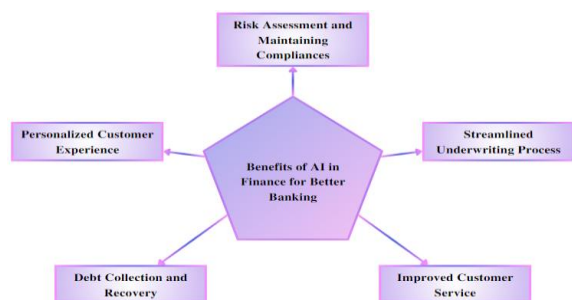 Risk Assessment and
Maintaining
Compliances
Personalized Customer
Experience
Streamlined
Underwriting Process
Benefits of AI in
Finance for Better
Banking
Debt Collection and
Recovery
Improved Customer
Service